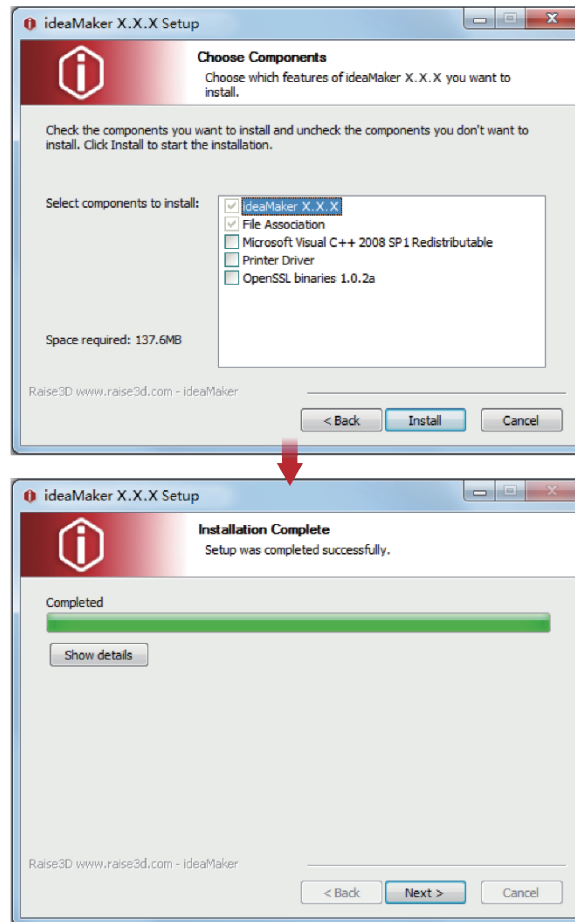 ideaMaker X.X.X Setup
Choose Components
Choose which features of ideaMaker X.X.X you want to
install.
Check the components you want to install and uncheck the components you don't want to
install. Click Install to start the installation.
Select components to install:
ideaMaker X.X.X
File Association
Microsoft Visual C++ 2008 SP1 Redistributable
Printer Driver
OpenSSL binaries 1.0.2a
Space required: 137.6MB
Raise3D www.raise3d.com - ideaMaker
< Back Install Cancel
ideaMaker X.X.X Setup
Installation Complete
Setup was completed successfully.
Completed
Show details
Raise3D www.raise3d.com - ideaMaker
< Back Next > Cancel